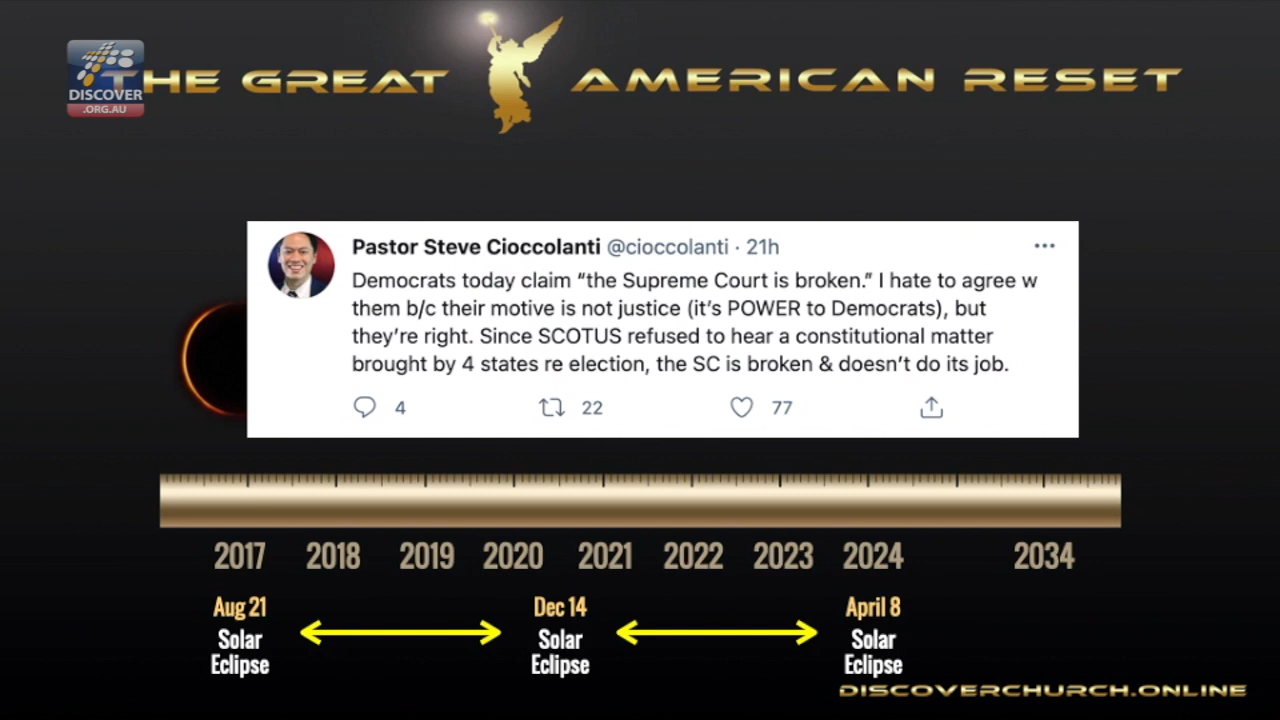 THE GREAT AMERICAN RESET
DISCOVER
.ORG.AU
Pastor Steve Cioccolanti @cioccolanti · 21h
Democrats today claim “the Supreme Court is broken.” I hate to agree w
them b/c their motive is not justice (it’s POWER to Democrats), but
they’re right. Since SCOTUS refused to hear a constitutional matter
brought by 4 states re election, the SC is broken & doesn’t do its job.
4 22 77
2017 2018 2019 2020 2021 2022 2023 2024 2034
Aug 21 Dec 14 April 8
Solar Solar Solar
Eclipse Eclipse Eclipse
DISCOVERCHURCH.ONLINE